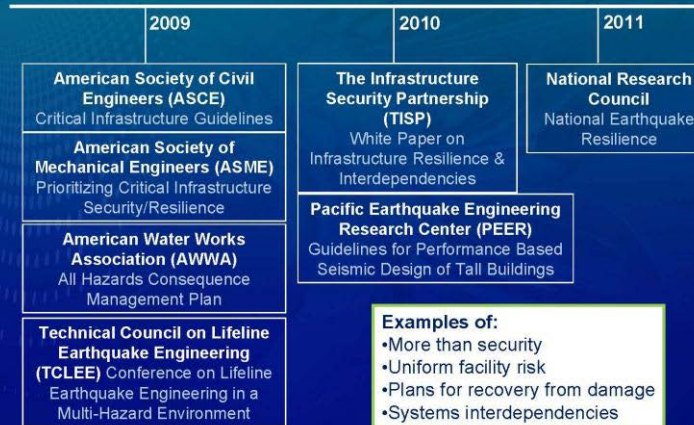 2009
2010
2011
American Society of Civil
Engineers (ASCE)
Critical Infrastructure Guidelines
American Society of
Mechanical Engineers (ASME)
Prioritizing Critical Infrastructure
Security/Resilience
American Water Works
Association (AWWA)
All Hazards Consequence
Management Plan
Technical Council on Lifeline
Earthquake Engineering
(TCLEE) Conference on Lifeline
Earthquake Engineering in a
Multi-Hazard Environment
The Infrastructure
Security Partnership
(TISP)
White Paper on
Infrastructure Resilience &
Interdependencies
Pacific Earthquake Engineering
Research Center (PEER)
Guidelines for Performance Based
Seismic Design of Tall Buildings
National Research
Council
National Earthquake
Resilience
Examples of:
•More than security
•Uniform facility risk
•Plans for recovery from damage
•Systems interdependencies